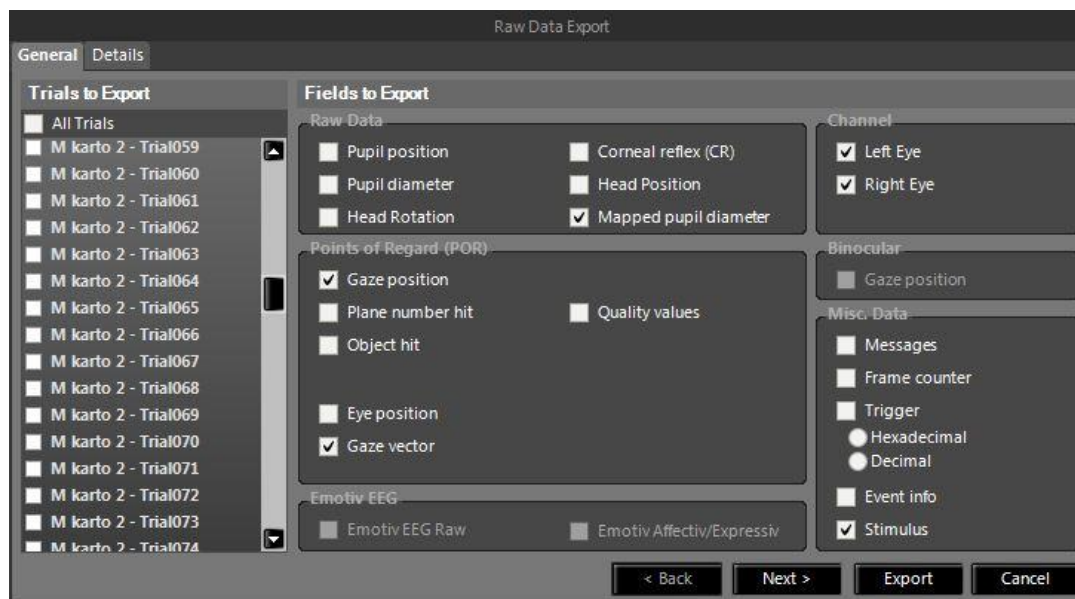 Raw Data Export
General Details
Trials to Export
All Trials
M karto 2 - Trial059
M karto 2 - Trial060
M karto 2 - Trial061
M karto 2 - Trial062
M karto 2 - Trial063
M karto 2 - Trial064
M karto 2 - Trial065
M karto 2 - Trial066
M karto 2 - Trial067
M karto 2 - Trial068
M karto 2 - Trial069
M karto 2 - Trial070
M karto 2 - Trial071
M karto 2 - Trial072
M karto 2 - Trial073
M karto 2 - Trial074
Fields to Export
Raw Data
Pupil position Corneal reflex (CR)
Pupil diameter Head Position
Head Rotation Mapped pupil diameter
Points of Regard (POR)
Gaze position
Plane number hit Quality values
Object hit
Eye position
Gaze vector
Emotiv EEG
Emotiv EEG Raw Emotiv Affectiv/Expressiv
Channel
Left Eye
Right Eye
Binocular
Gaze position
Misc. Data
Messages
Frame counter
Trigger
Hexadecimal
Decimal
Event info
Stimulus
< Back Next > Export Cancel